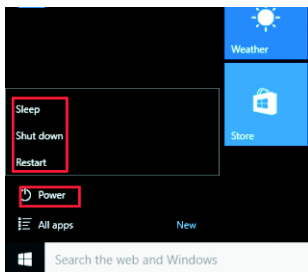 Weather
Sleep
Shut down
Store
Restart
Power
All apps New
Search the web and Windows